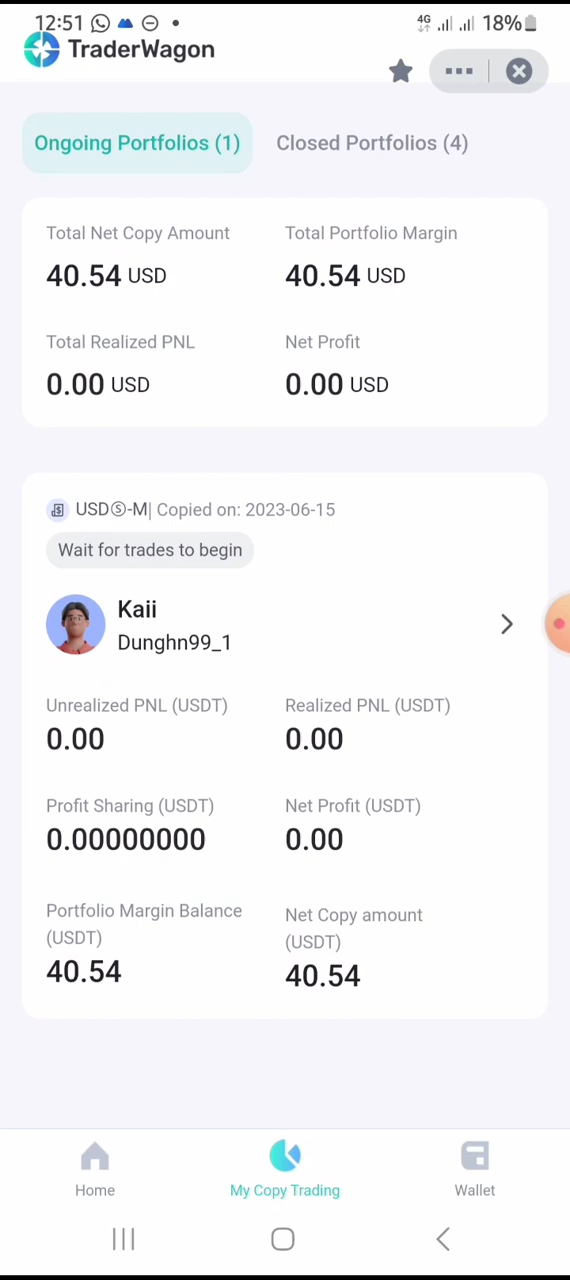 12:51 4G 18%
TraderWagon
Ongoing Portfolios (1) Closed Portfolios (4)
Total Net Copy Amount Total Portfolio Margin
40.54 USD 40.54 USD
Total Realized PNL Net Profit
0.00 USD 0.00 USD
USDⓈ-M| Copied on: 2023-06-15
Wait for trades to begin
Kaii
Dunghn99_1
Unrealized PNL (USDT) Realized PNL (USDT)
0.00 0.00
Profit Sharing (USDT) Net Profit (USDT)
0.00000000 0.00
Portfolio Margin Balance
(USDT)
40.54
Net Copy amount
(USDT)
40.54
Home My Copy Trading Wallet